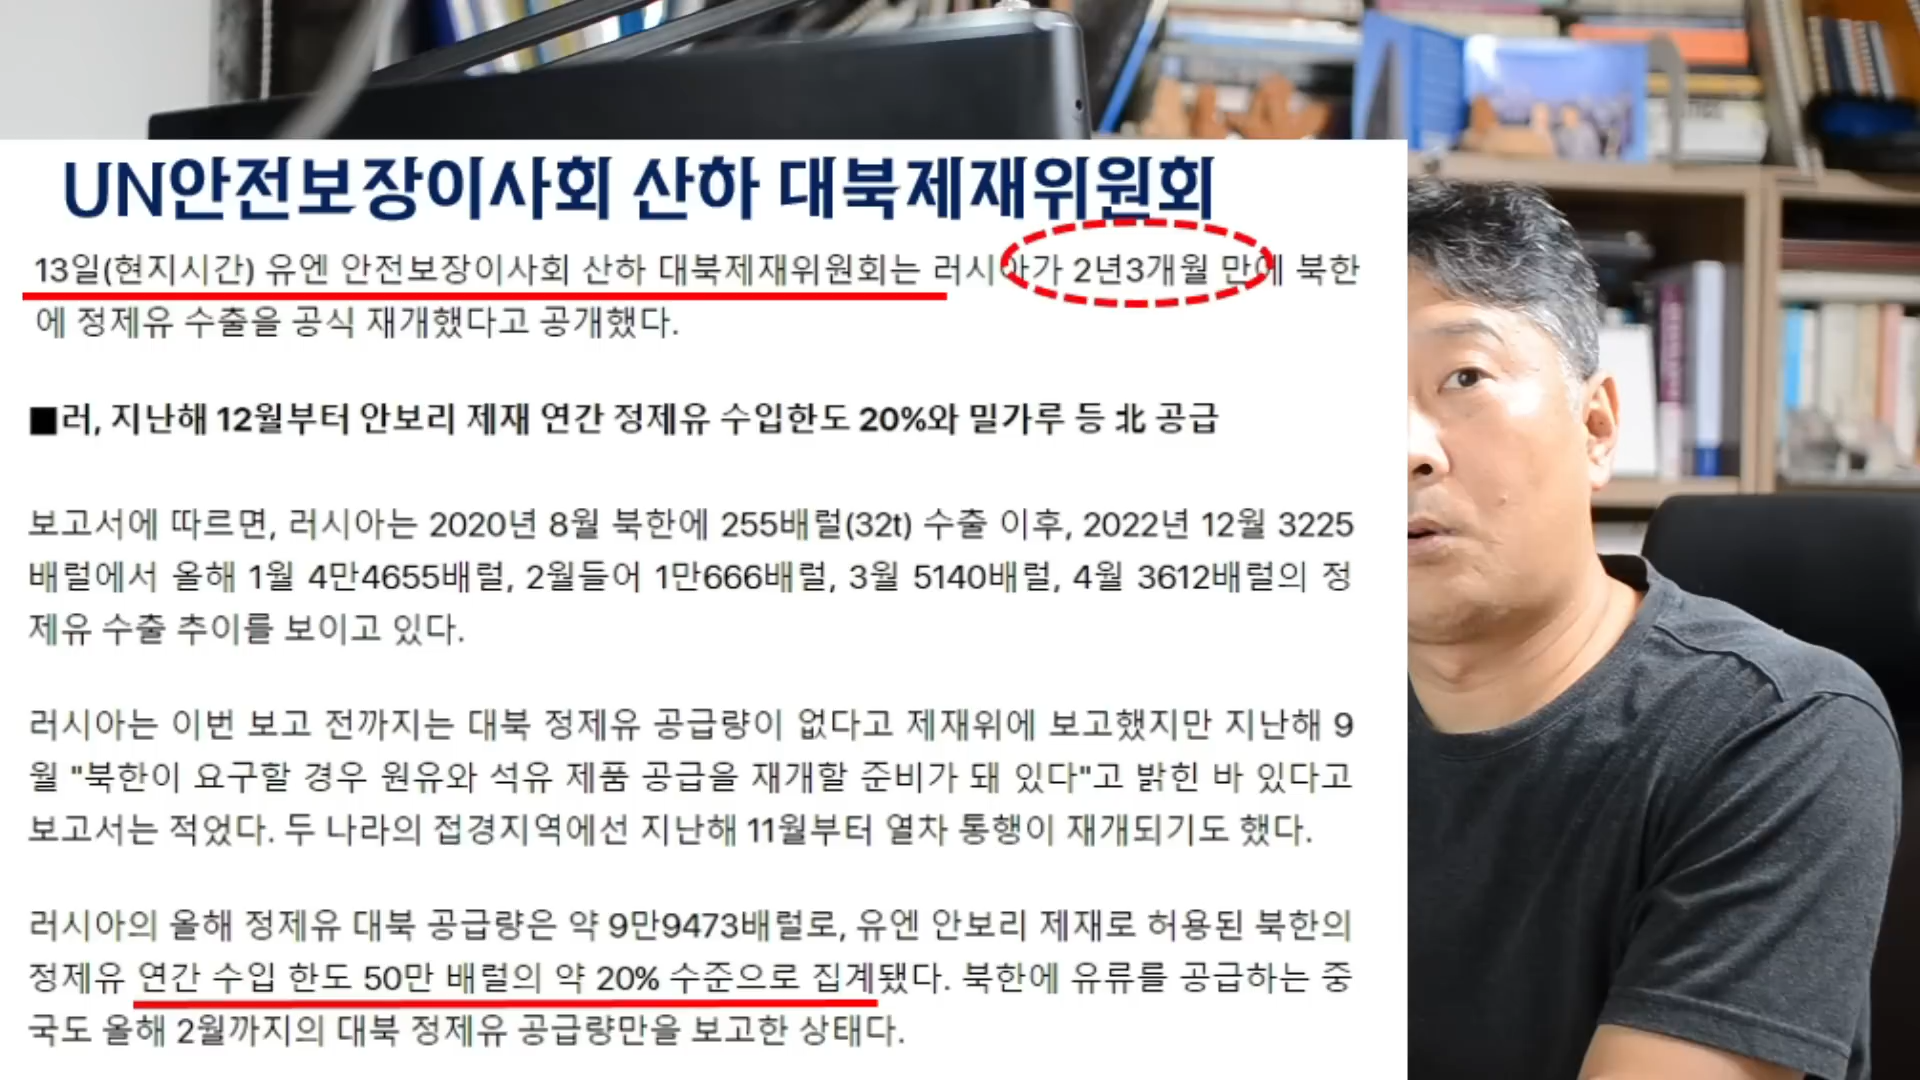 UN안전보장이사회 산하 대북제재위원회
13일(현지시간) 유엔 안전보장이사회 산하 대북제재위원회는 러시아가 2년3개월 만에 북한
에 정제유 수출을 공식 재개했다고 공개했다.
■러, 지난해 12월부터 안보리 제재 연간 정제유 수입한도 20%와 밀가루 등 北 공급
보고서에 따르면, 러시아는 2020년 8월 북한에 255배럴(32t) 수출 이후, 2022년 12월 3225
배럴에서 올해 1월 4만4655배럴, 2월들어 1만666배럴, 3월 5140배럴, 4월 3612배럴의 정
제유 수출 추이를 보이고 있다.
러시아는 이번 보고 전까지는 대북 정제유 공급량이 없다고 제재위에 보고했지만 지난해 9
월 "북한이 요구할 경우 원유와 석유 제품 공급을 재개할 준비가 돼 있다"고 밝힌 바 있다고
보고서는 적었다. 두 나라의 접경지역에선 지난해 11월부터 열차 통행이 재개되기도 했다.
러시아의 올해 정제유 대북 공급량은 약 9만9473배럴로, 유엔 안보리 제재로 허용된 북한의
정제유 연간 수입 한도 50만 배럴의 약 20% 수준으로 집계됐다. 북한에 유류를 공급하는 중
국도 올해 2월까지의 대북 정제유 공급량만을 보고한 상태다.